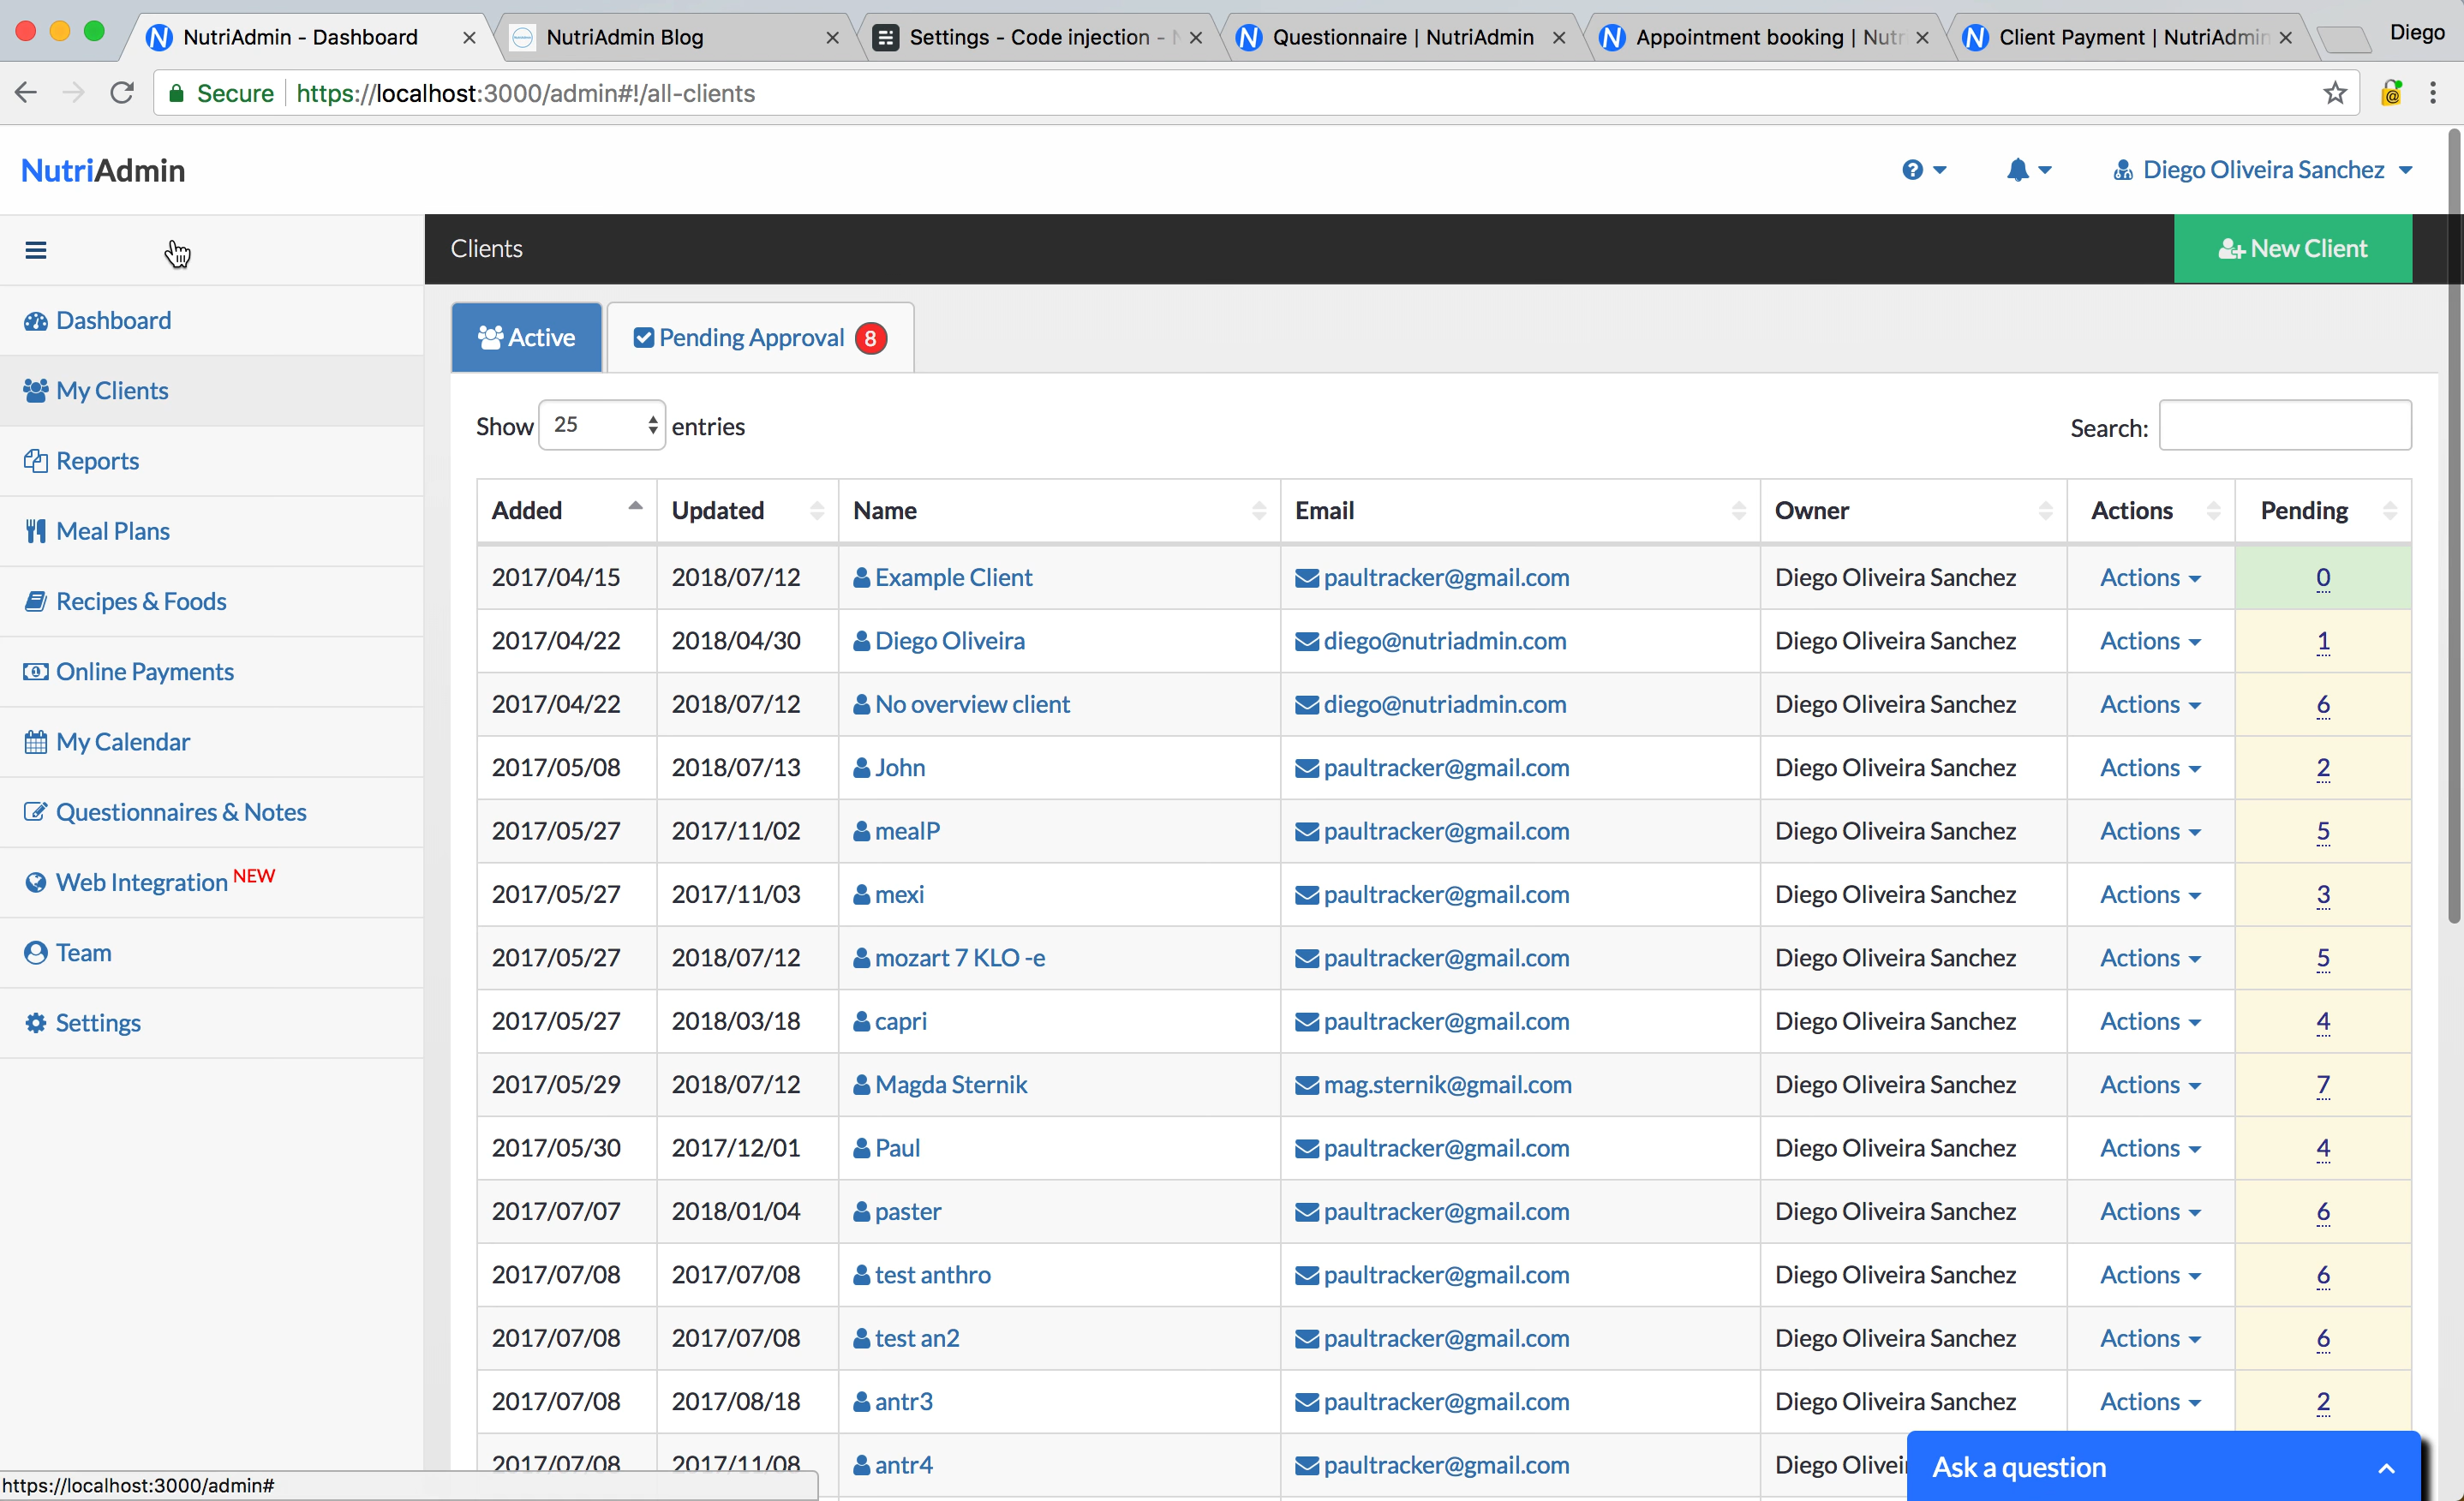 NutriAdmin - Dashboard
NutriAdmin Blog
Settings - Code injection -
Questionnaire | NutriAdmin
Appointment booking | Nutr
Client Payment | NutriAdmin
Diego
Secure https://localhost:3000/admin#!/all-clients
NutriAdmin
Diego Oliveira Sanchez
Clients
New Client
Dashboard
My Clients
Reports
Meal Plans
Recipes & Foods
Online Payments
My Calendar
Questionnaires & Notes
Web Integration NEW
Team
Settings
Active
Pending Approval 8
Show 25 entries
Search:
Added Updated Name Email Owner Actions Pending
2017/04/15 2018/07/12 Example Client paultracker@gmail.com Diego Oliveira Sanchez Actions 0
2017/04/22 2018/04/30 Diego Oliveira diego@nutriadmin.com Diego Oliveira Sanchez Actions 1
2017/04/22 2018/07/12 No overview client diego@nutriadmin.com Diego Oliveira Sanchez Actions 6
2017/05/08 2018/07/13 John paultracker@gmail.com Diego Oliveira Sanchez Actions 2
2017/05/27 2017/11/02 mealP paultracker@gmail.com Diego Oliveira Sanchez Actions 5
2017/05/27 2017/11/03 mexi paultracker@gmail.com Diego Oliveira Sanchez Actions 3
2017/05/27 2018/07/12 mozart 7 KLO -e paultracker@gmail.com Diego Oliveira Sanchez Actions 5
2017/05/27 2018/03/18 capri paultracker@gmail.com Diego Oliveira Sanchez Actions 4
2017/05/29 2018/07/12 Magda Sternik mag.sternik@gmail.com Diego Oliveira Sanchez Actions 7
2017/05/30 2017/12/01 Paul paultracker@gmail.com Diego Oliveira Sanchez Actions 4
2017/07/07 2018/01/04 paster paultracker@gmail.com Diego Oliveira Sanchez Actions 6
2017/07/08 2017/07/08 test anthro paultracker@gmail.com Diego Oliveira Sanchez Actions 6
2017/07/08 2017/07/08 test an2 paultracker@gmail.com Diego Oliveira Sanchez Actions 6
2017/07/08 2017/08/18 antr3 paultracker@gmail.com Diego Oliveira Sanchez Actions 2
2017/07/08 2017/11/08 antr4 paultracker@gmail.com Diego Olivei
Ask a question
https://localhost:3000/admin#